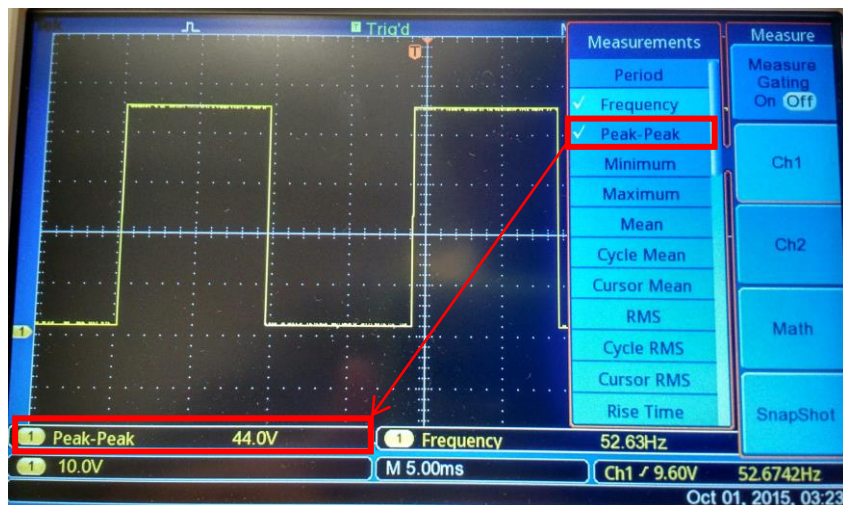 Tek
Trig'd
M
T
Measurements
Period
Frequency
Peak-Peak
Minimum
Maximum
Mean
Cycle Mean
Cursor Mean
RMS
Cycle RMS
Cursor RMS
Rise Time
Measure
Measure
Gating
On Off
Ch1
Ch2
Math
SnapShot
1
1 Peak-Peak 44.0V
1 Frequency 52.63Hz
1 10.0V
M 5.00ms
Ch1 9.60V 52.6742Hz
Oct 01, 2015, 03:23